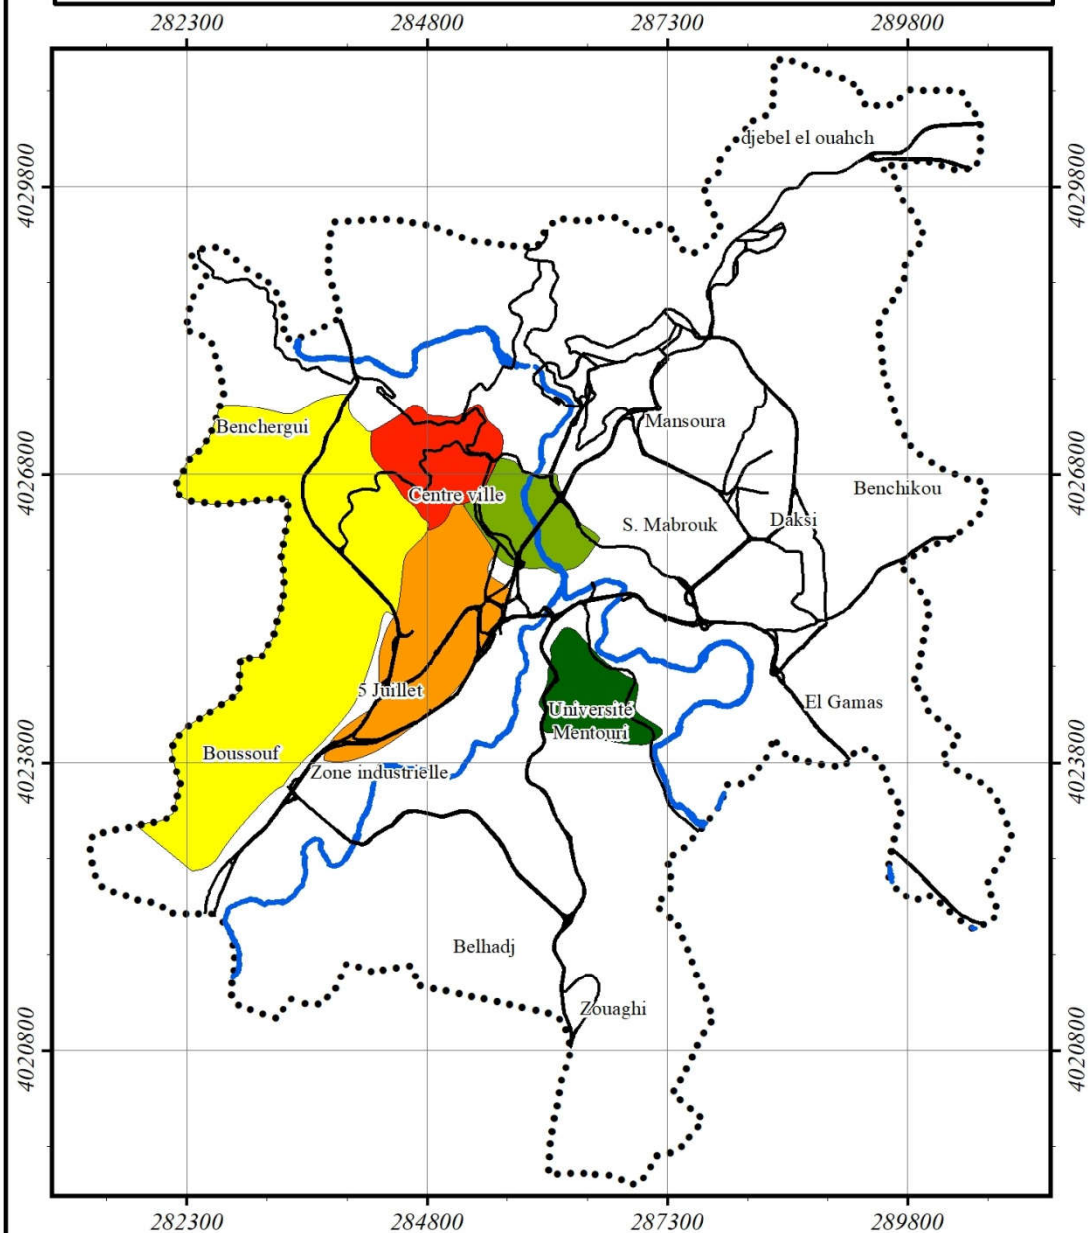 282300 284800 287300 289800
djebel el ouahch
4029800 4029800
Benchergui
Mansoura
4026800 4026800
Centre ville
Benchikou
S. Mabrouk
Daksi
5 Juillet
El Gamas
Université
Mentouri
Boussouf
4023800 4023800
Zone industrielle
Belhadj
Zouaghi
4020800 4020800
282300 284800 287300 289800